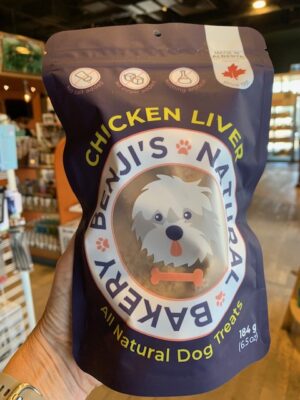 MADE IN
ALBERTA
CHICKEN LIVER
BENJI'S NATURAL
BAKERY
All Natural Dog Treats
184 g
(6.5 oz)